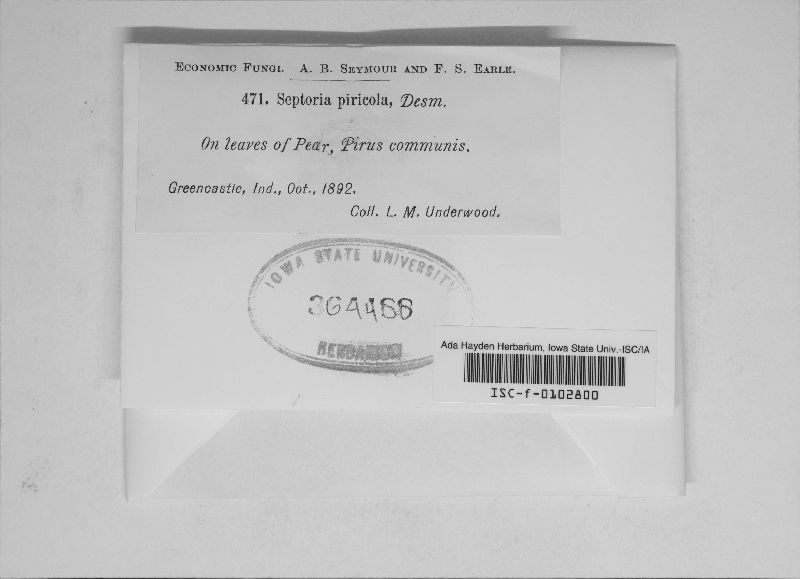 Economic Fungi. A. B. Seymour and F. S. Earle.
471. Septoria piricola, Desm.
On leaves of Pear, Pirus communis.
Greencastle, Ind., Oct., 1892.
Coll. L. M. Underwood.
IOWA STATE UNIVERSITY
364466
HERBARIUM
Ada Hayden Herbarium, Iowa State Univ.-ISC/IA
ISC-f-0102800